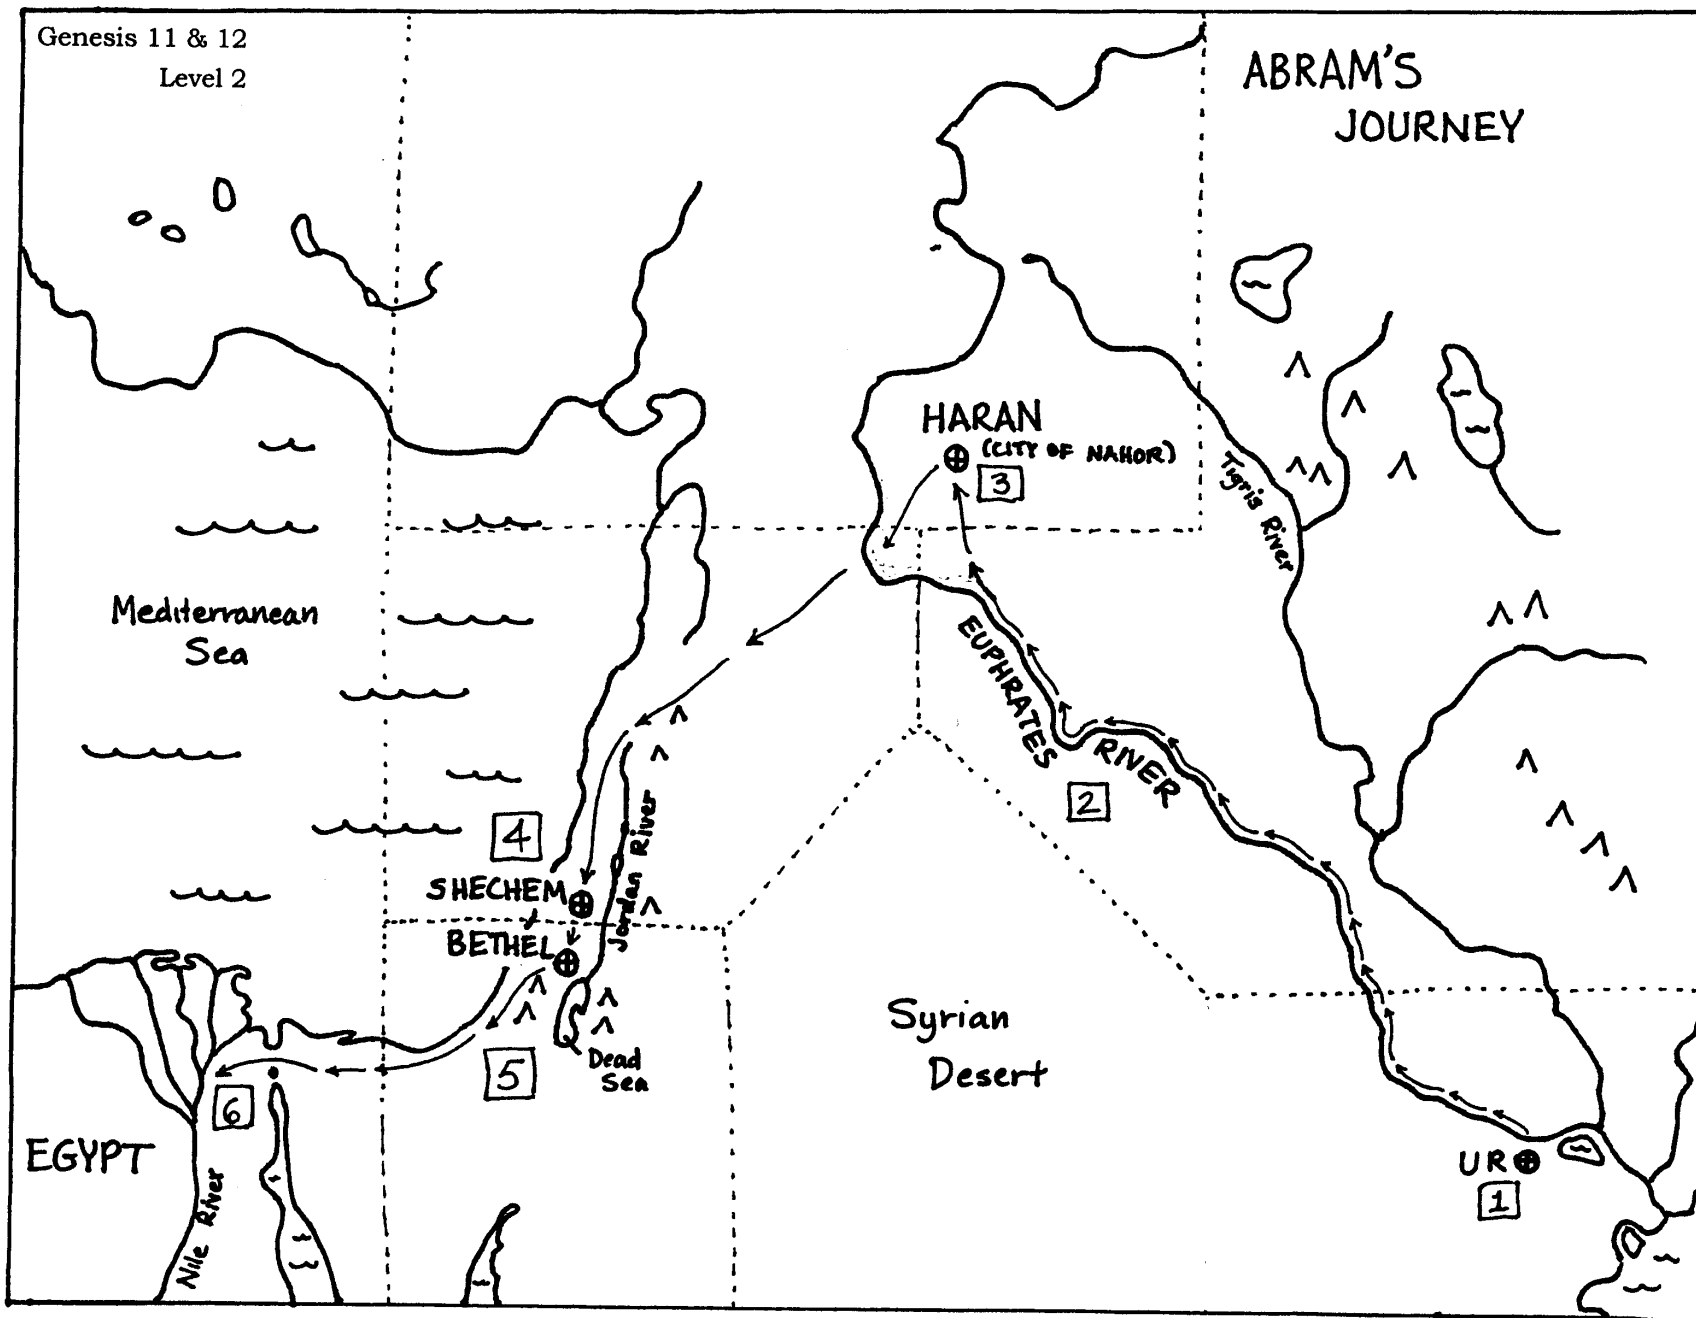 Genesis 11 & 12
Level 2
ABRAM'S
JOURNEY
HARAN
(CITY OF NAHOR)
3
Tigris River
Mediterranean
Sea
EUPHRATES RIVER
2
4
SHECHEM
Jordan River
BETHEL
Syrian
Desert
5
Dead
Sea
6
EGYPT
Nile River
UR
1